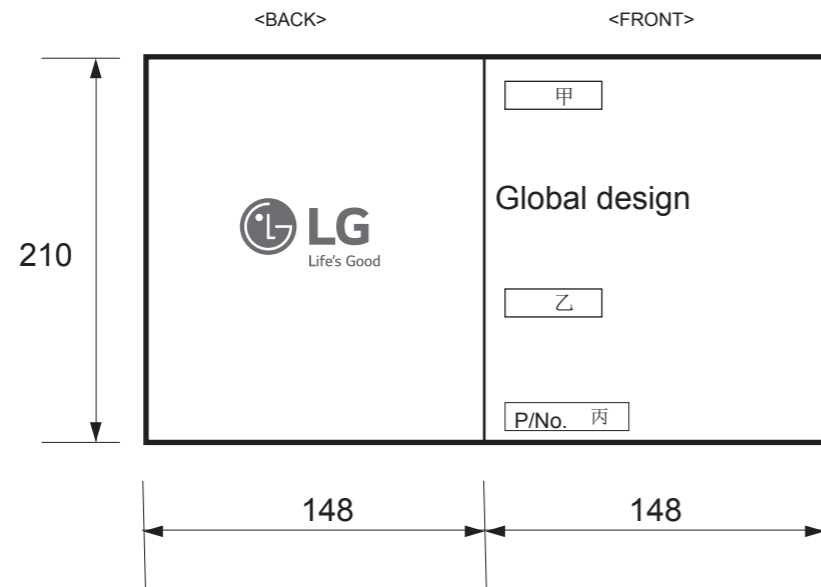 <BACK>
<FRONT>
甲
Global design
LG
Life's Good
210
乙
P/No. 丙
148
148